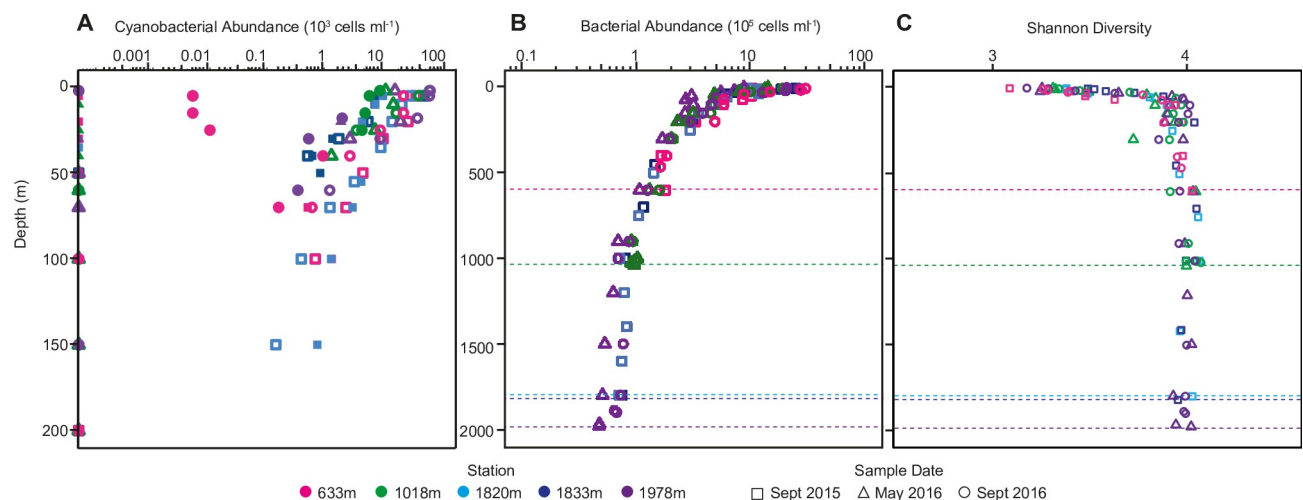 A Cyanobacterial Abundance (10³ cells ml⁻¹)
0.001 0.01 0.1 1 10 100
0
50
100
150
200
Depth (m)
B Bacterial Abundance (10⁵ cells ml⁻¹)
0.1 1 10 100
0
500
1000
1500
2000
C Shannon Diversity
3 4
Station
633m 1018m 1820m 1833m 1978m
Sample Date
Sept 2015 May 2016 Sept 2016